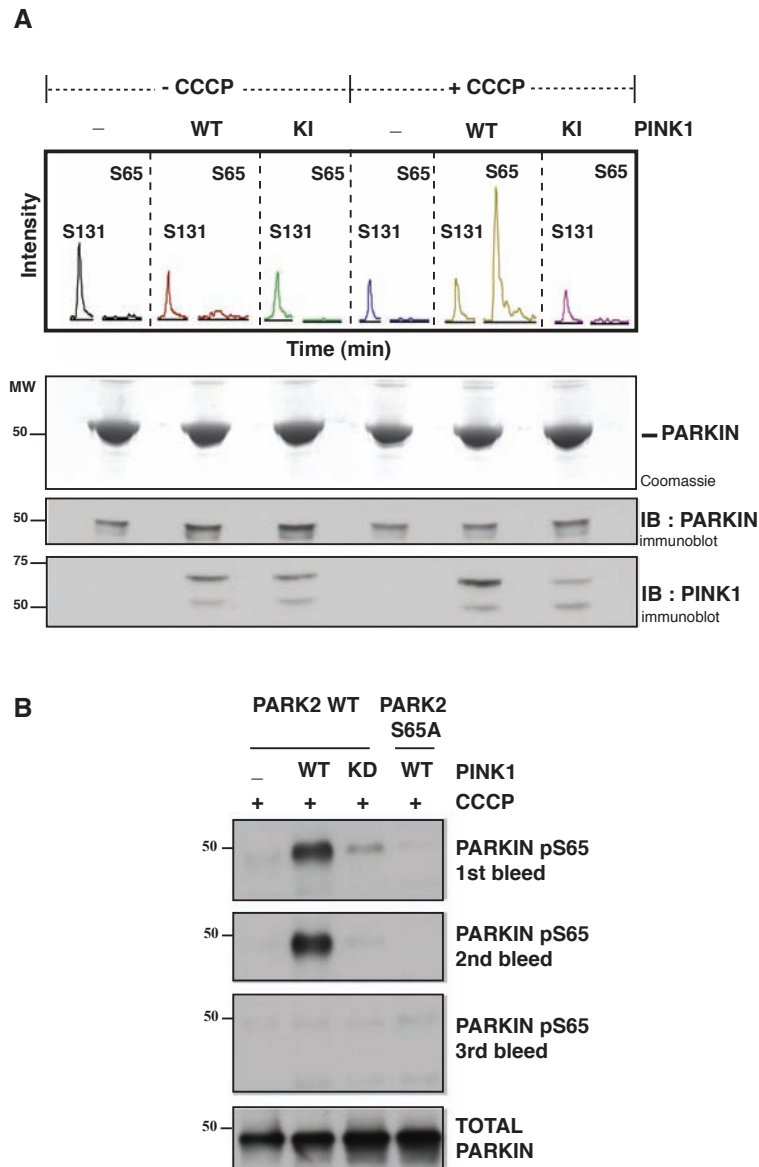 A
- CCCP + CCCP
– WT KI – WT KI PINK1
S65 S65 S65 S65 S65 S65
S131 S131 S131 S131 S131 S131
Intensity
Time (min)
MW
50 PARKIN
Coomassie
50 IB : PARKIN
immunoblot
75
50 IB : PINK1
immunoblot
B
PARK2 WT PARK2
S65A
– WT KD WT PINK1
+ + + + CCCP
50 PARKIN pS65
1st bleed
50 PARKIN pS65
2nd bleed
50 PARKIN pS65
3rd bleed
50 TOTAL
PARKIN